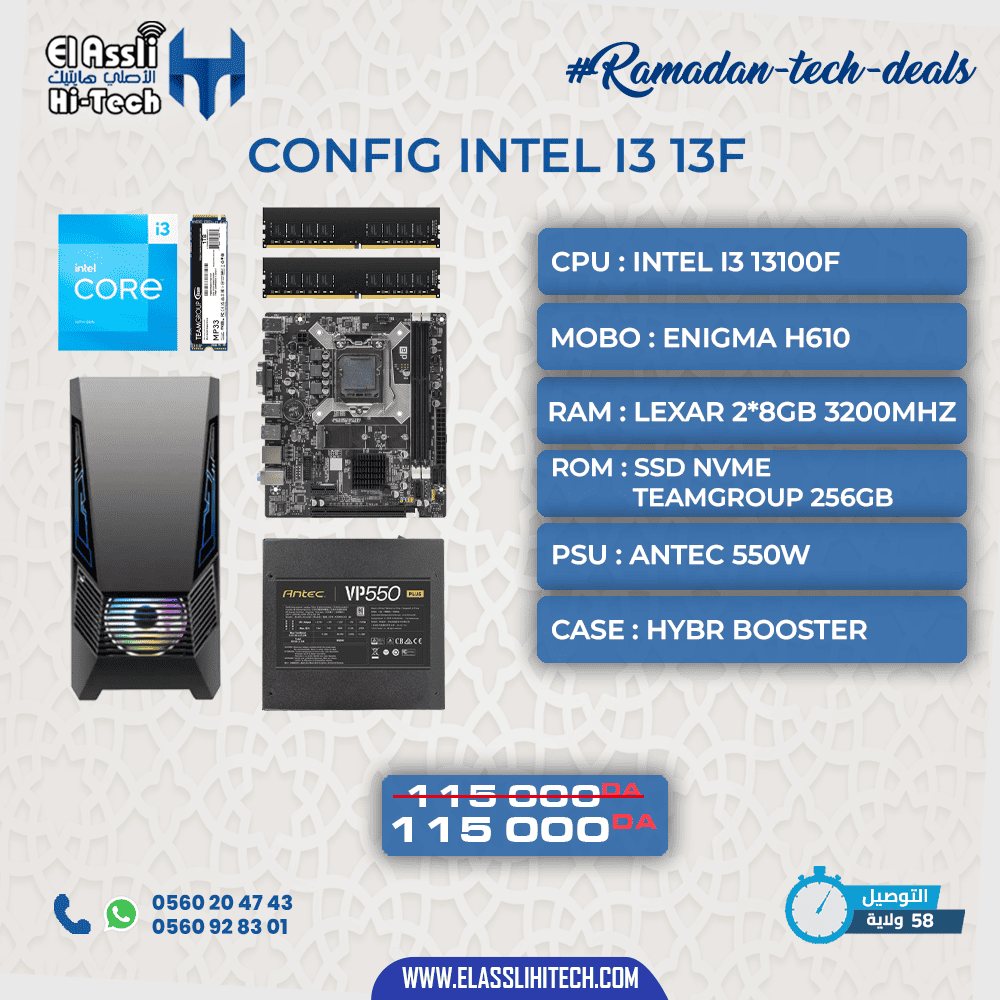 El Assli
الأصلي هايتيك
Hi-Tech
#Ramadan-tech-deals
CONFIG INTEL I3 13F
i3
intel
CORE
1TB
TEAMGROUP
MP33
CPU : INTEL I3 13100F
MOBO : ENIGMA H610
RAM : LEXAR 2*8GB 3200MHZ
ROM : SSD NVME
TEAMGROUP 256GB
PSU : ANTEC 550W
CASE : HYBR BOOSTER
Antec VP550 PLUS
115 000DA
115 000DA
0560 20 47 43
0560 92 83 01
التوصيل
58 ولاية
WWW.ELASSLIHITECH.COM